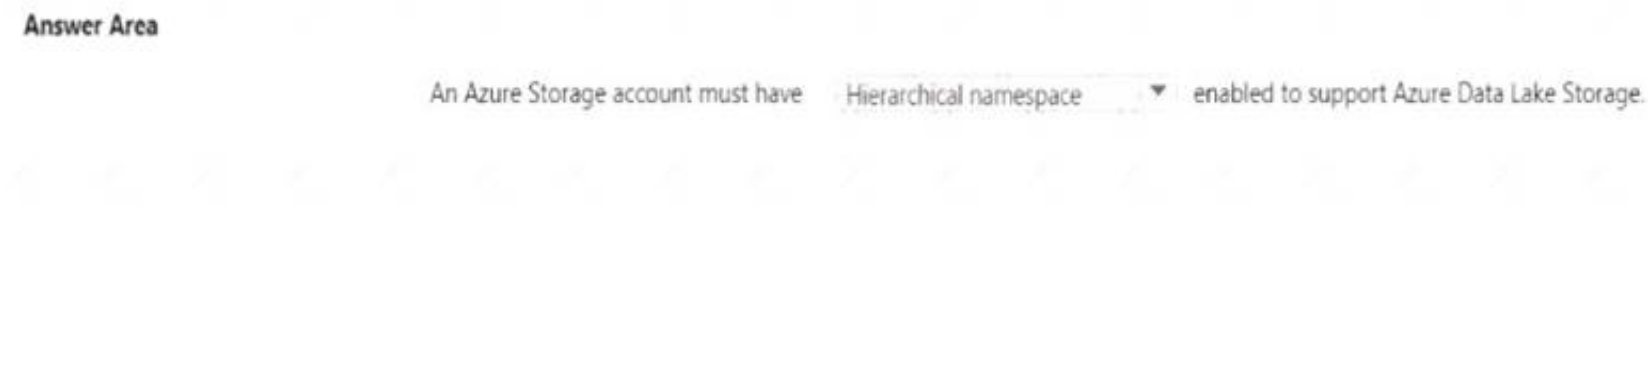 Answer Area
An Azure Storage account must have Hierarchical namespace enabled to support Azure Data Lake Storage.